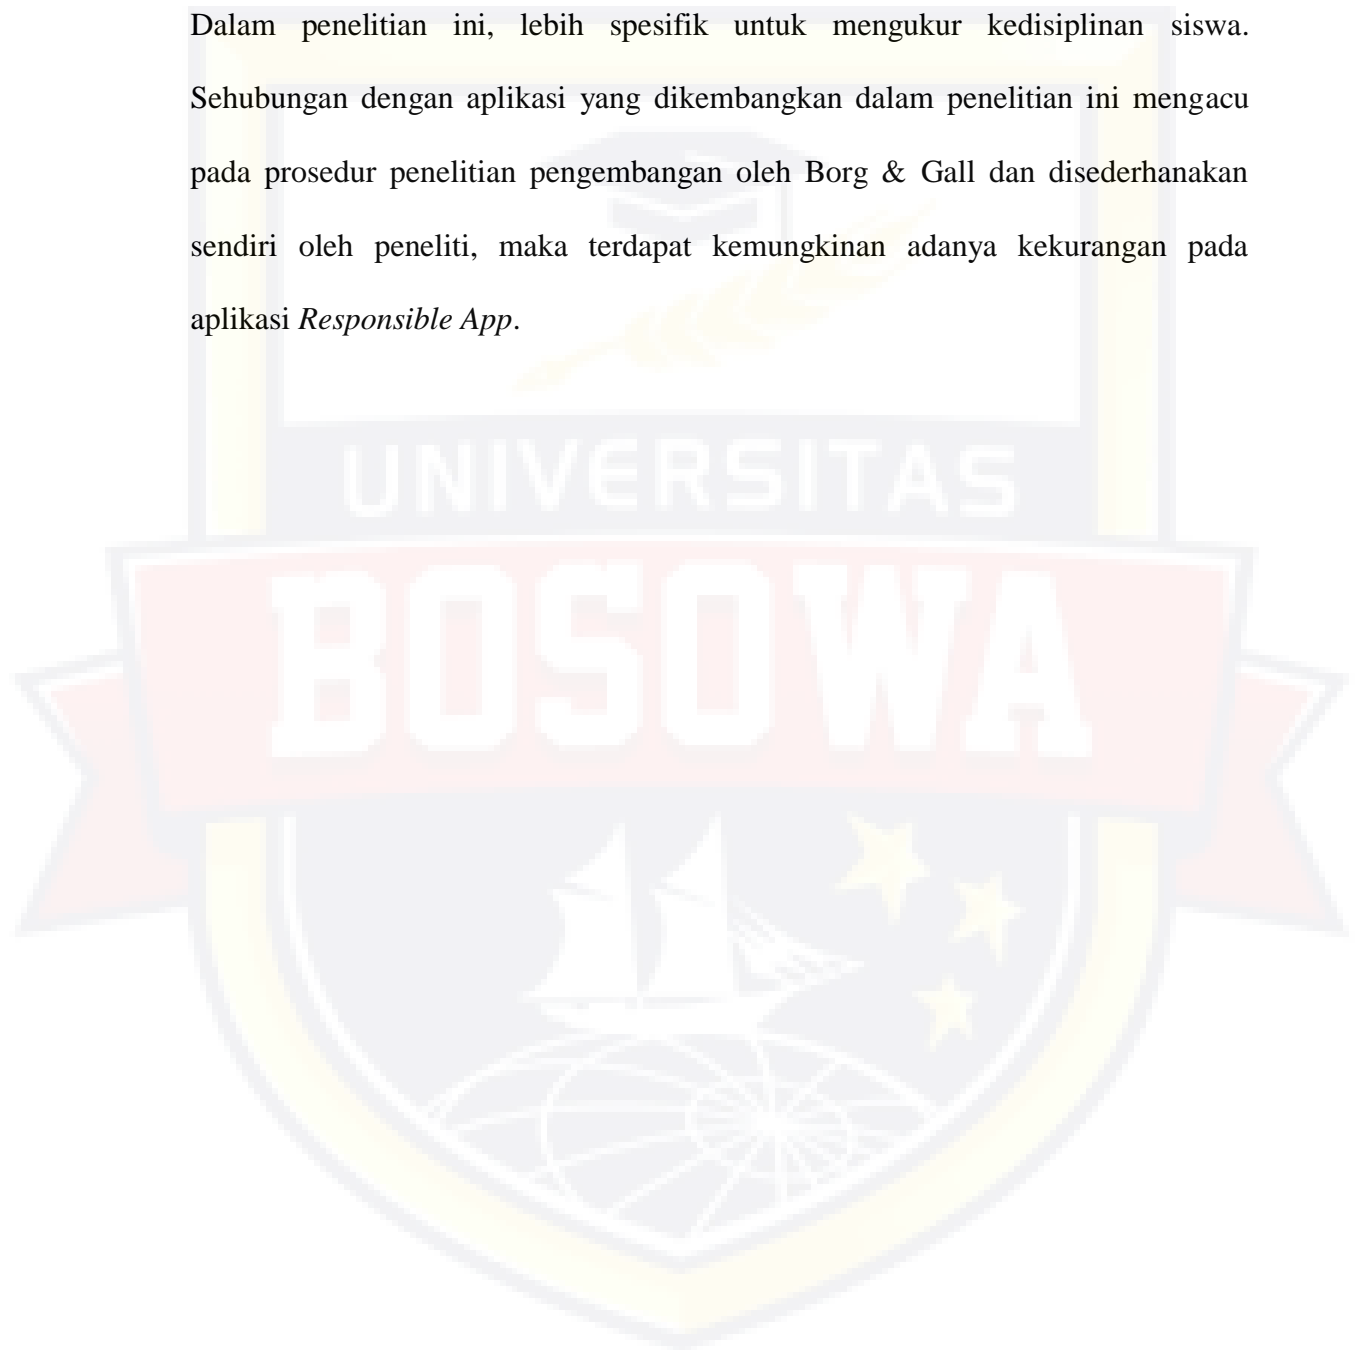 Dalam penelitian ini, lebih spesifik untuk mengukur kedisiplinan siswa.
Sehubungan dengan aplikasi yang dikembangkan dalam penelitian ini mengacu
pada prosedur penelitian pengembangan oleh Borg & Gall dan disederhanakan
sendiri oleh peneliti, maka terdapat kemungkinan adanya kekurangan pada
aplikasi Responsible App.
UNIVERSITAS
BOSOWA